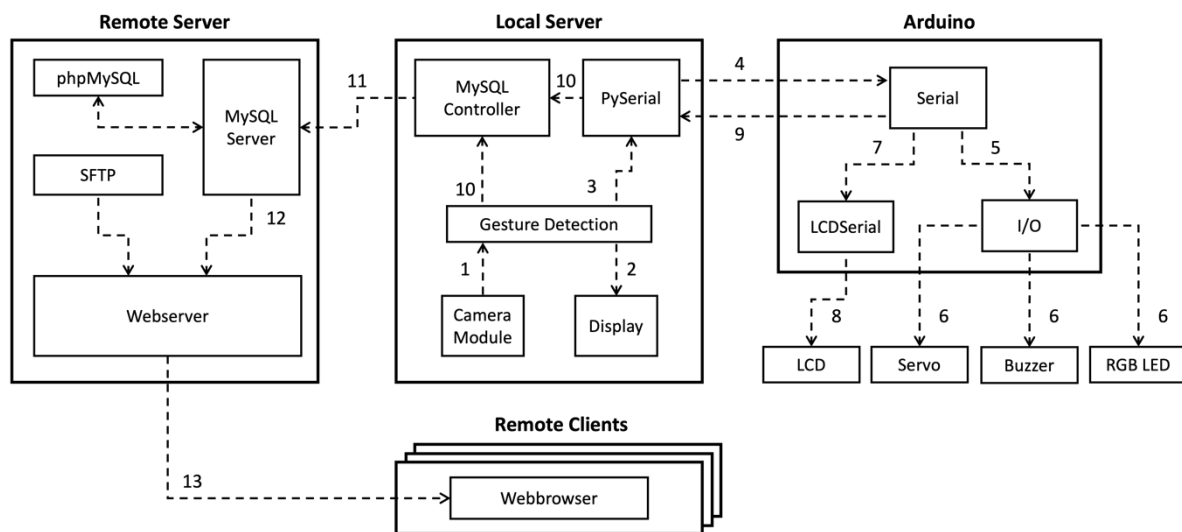 Remote Server
Local Server
Arduino
phpMySQL
MySQL
Server
SFTP
12
Webserver
11
MySQL
Controller
10
PySerial
10
3
Gesture Detection
1
2
Camera
Module
Display
4
9
Serial
7
5
LCDSerial
I/O
8
6
6
6
LCD
Servo
Buzzer
RGB LED
Remote Clients
13
Webbrowser